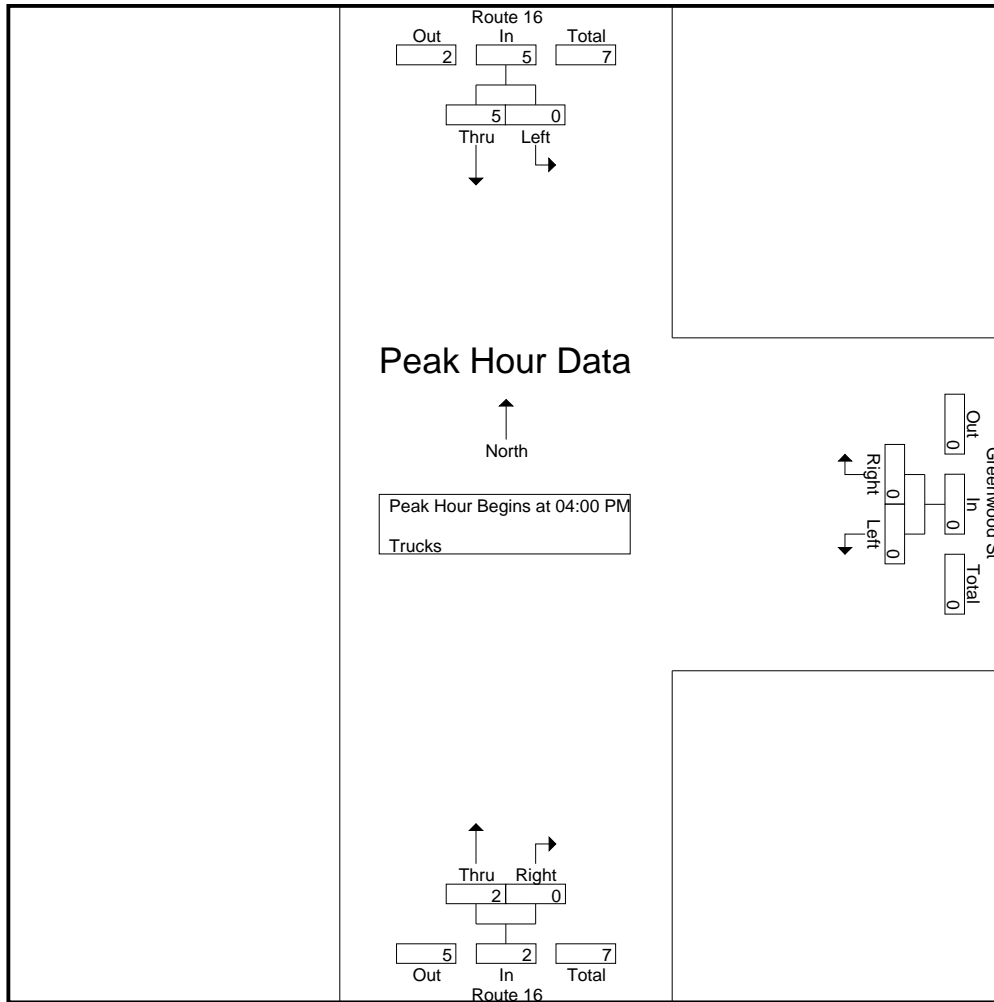 Route 16
Out In Total
2 5 7
5 0
Thru Left
Peak Hour Data
North
Peak Hour Begins at 04:00 PM
Trucks
Greenwood St
Out In Total
0 0 0
Right Left
0 0
Thru Right
2 0
5 2 7
Out In Total
Route 16